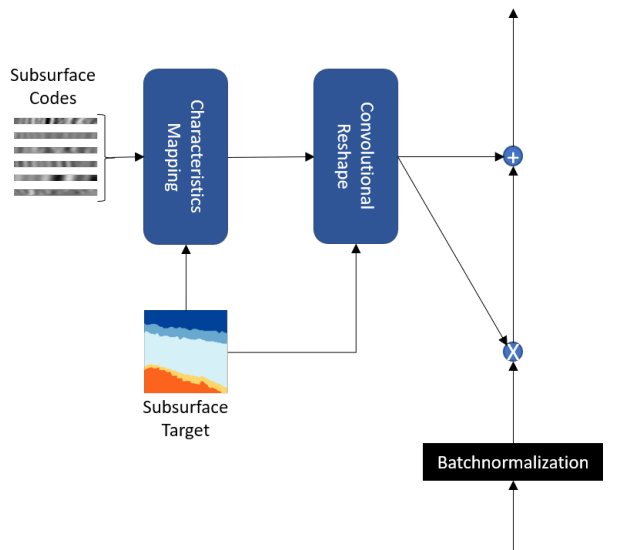 Subsurface
Codes
Characteristics
Mapping
Convolutional
Reshape
+
X
Subsurface
Target
Batchnormalization